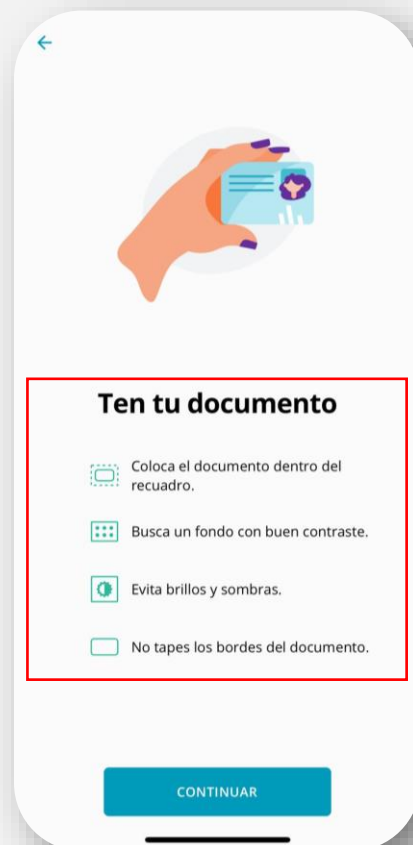 Ten tu documento
Coloca el documento dentro del
recuadro.
Busca un fondo con buen contraste.
Evita brillos y sombras.
No tapes los bordes del documento.
CONTINUAR